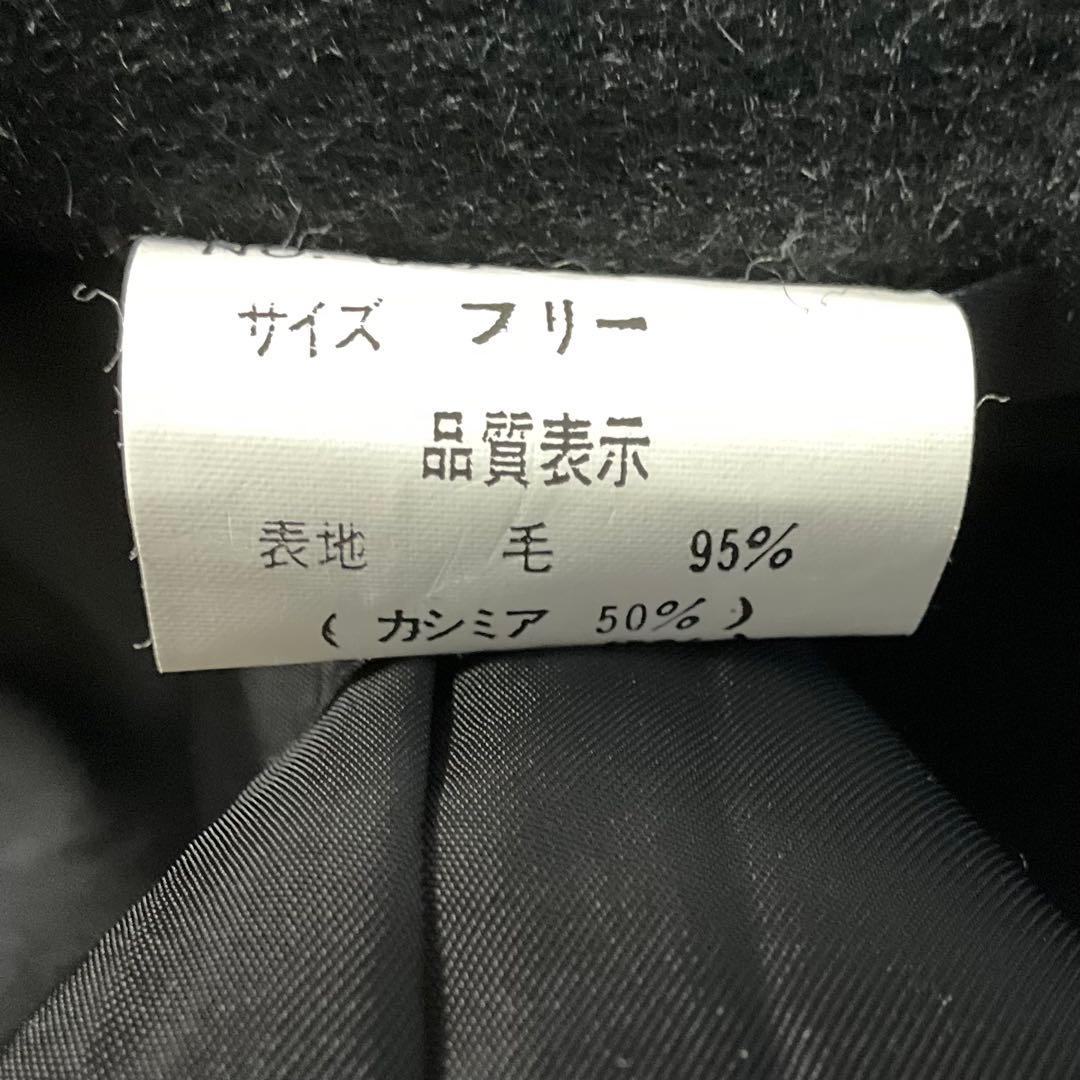 サイズ フリー
品質表示
表地 毛 95%
( カシミア 50% )